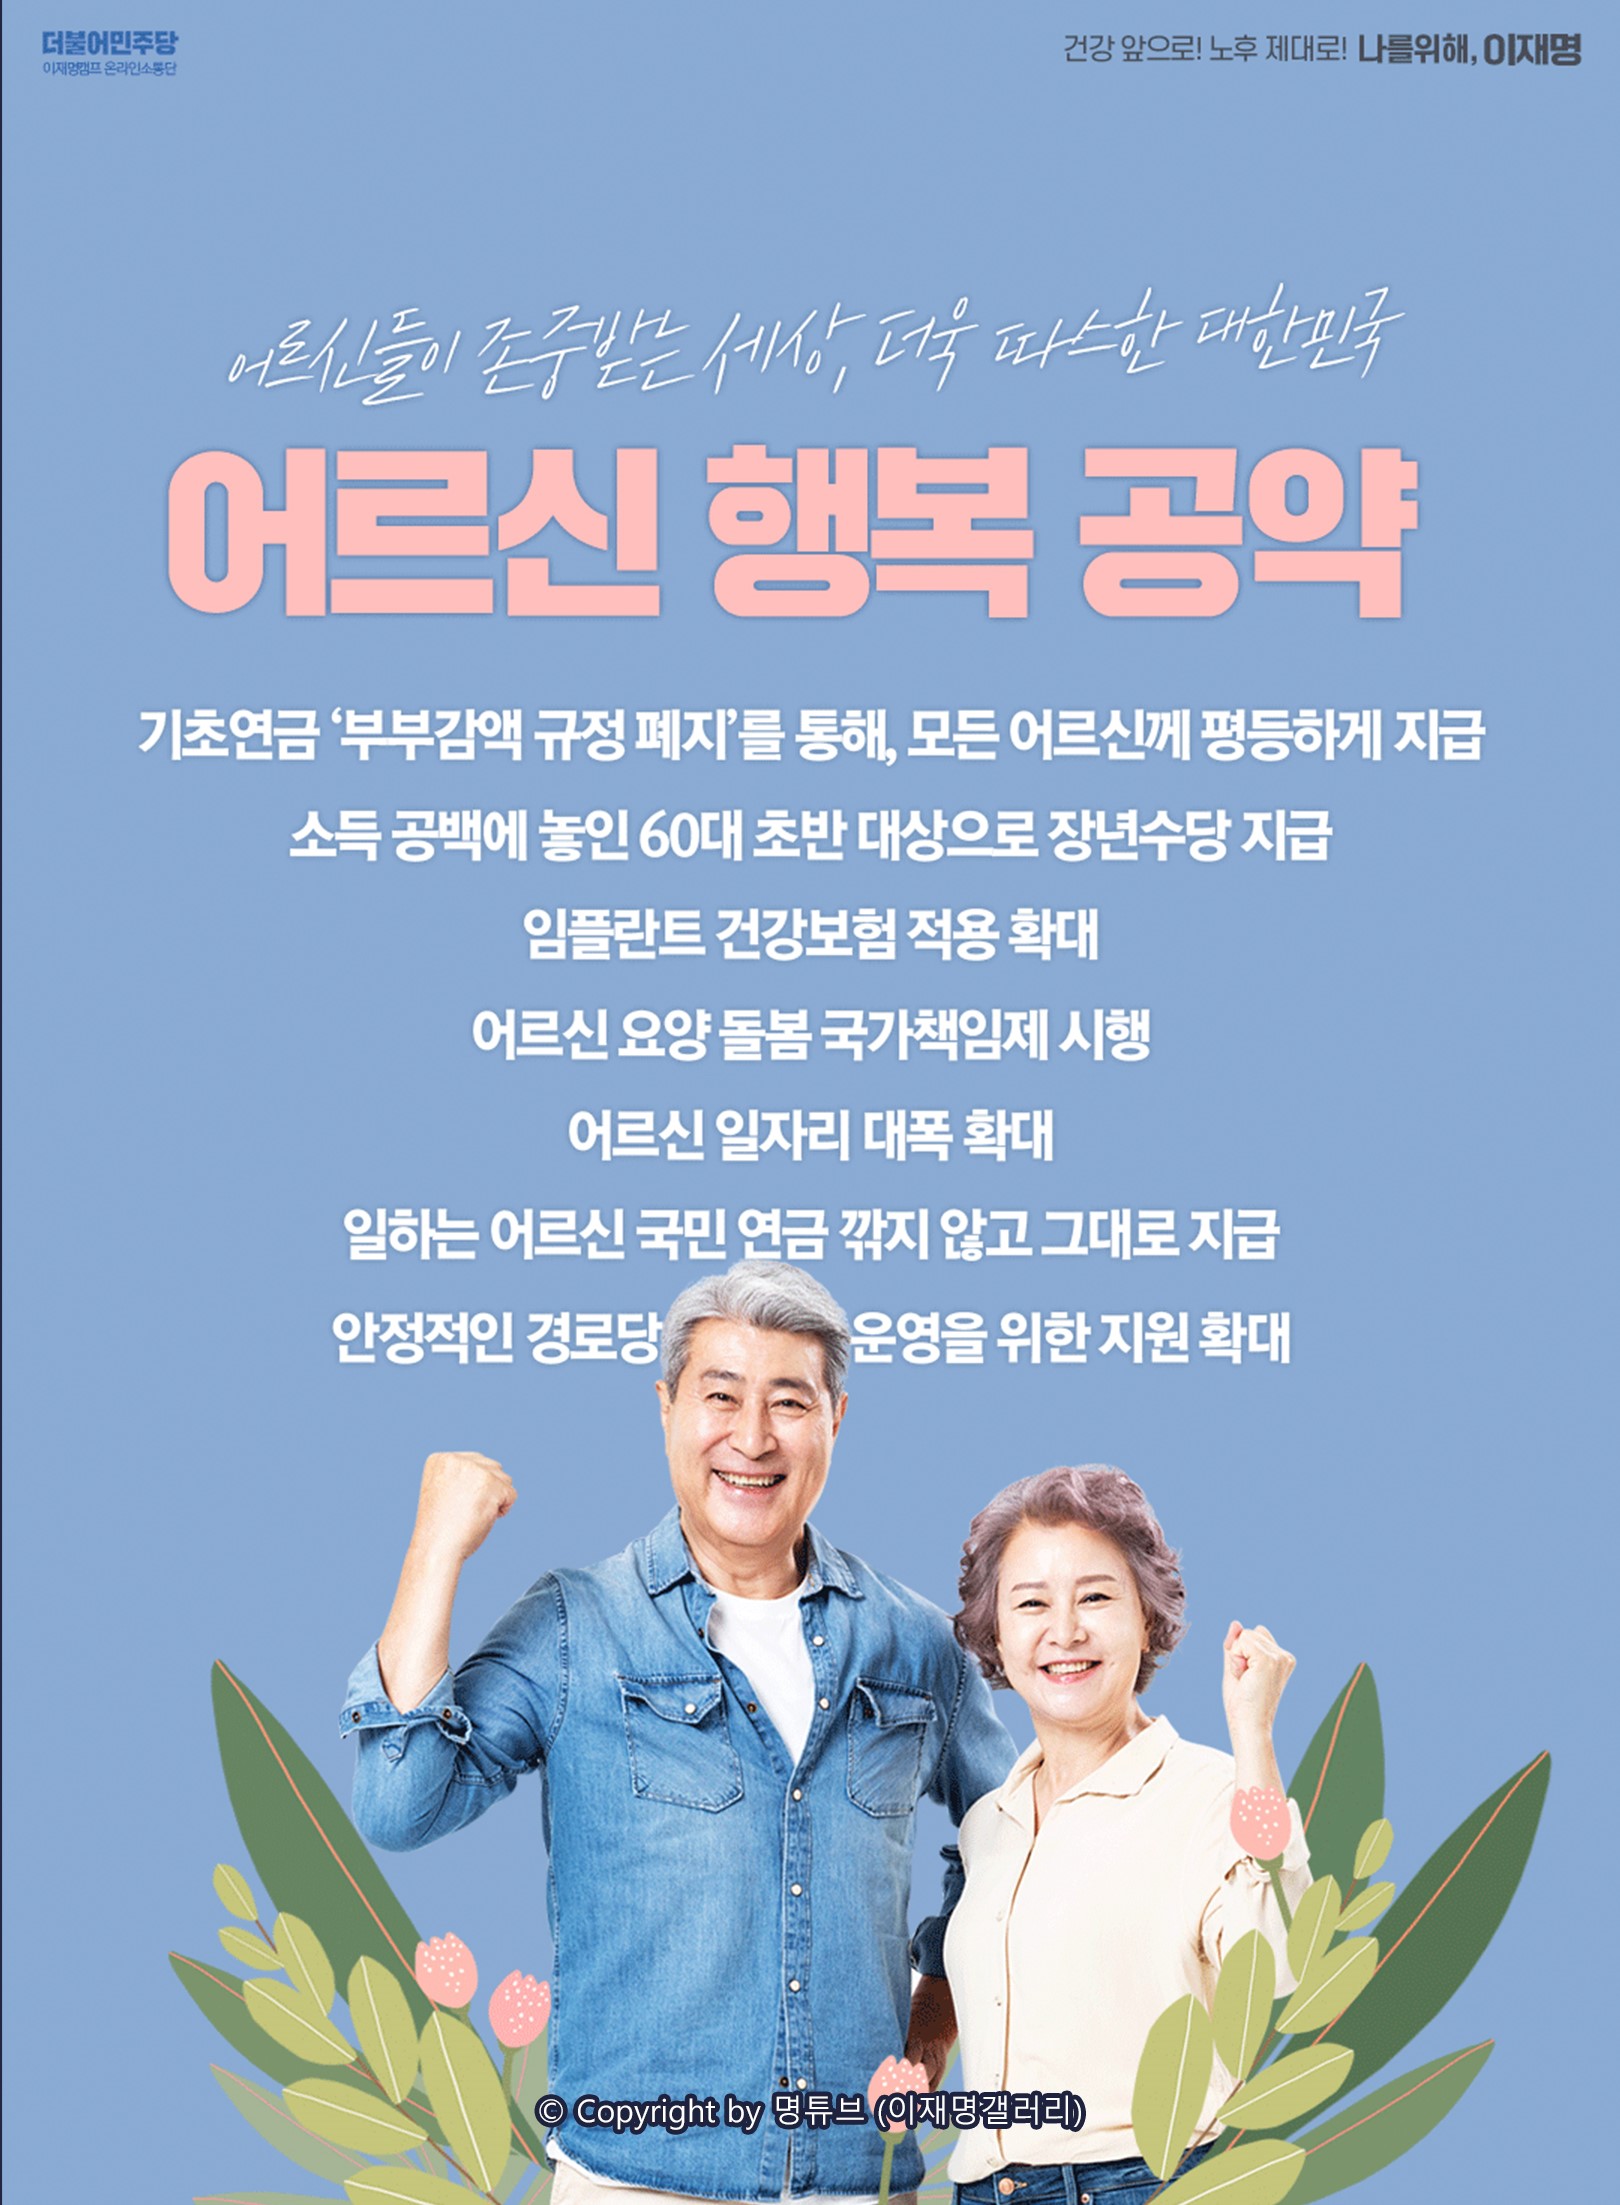 더불어민주당
이재명캠프 온라인소통단
건강 앞으로! 노후 제대로! 나를위해, 이재명
어르신들이 존중받는 세상, 더욱 따스한 대한민국
어르신 행복 공약
기초연금 ‘부부감액 규정 폐지’를 통해, 모든 어르신께 평등하게 지급
소득 공백에 놓인 60대 초반 대상으로 장년수당 지급
임플란트 건강보험 적용 확대
어르신 요양 돌봄 국가책임제 시행
어르신 일자리 대폭 확대
일하는 어르신 국민 연금 깎지 않고 그대로 지급
안정적인 경로당 운영을 위한 지원 확대
© Copyright by 명튜브 (이재명갤러리)